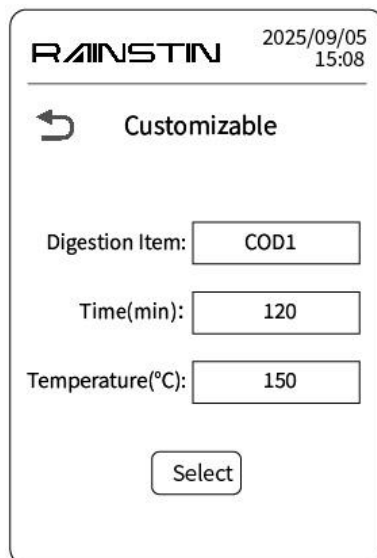 RAINSTIN
2025/09/05
15:08
Customizable
Digestion Item: COD1
Time(min): 120
Temperature(°C): 150
Select